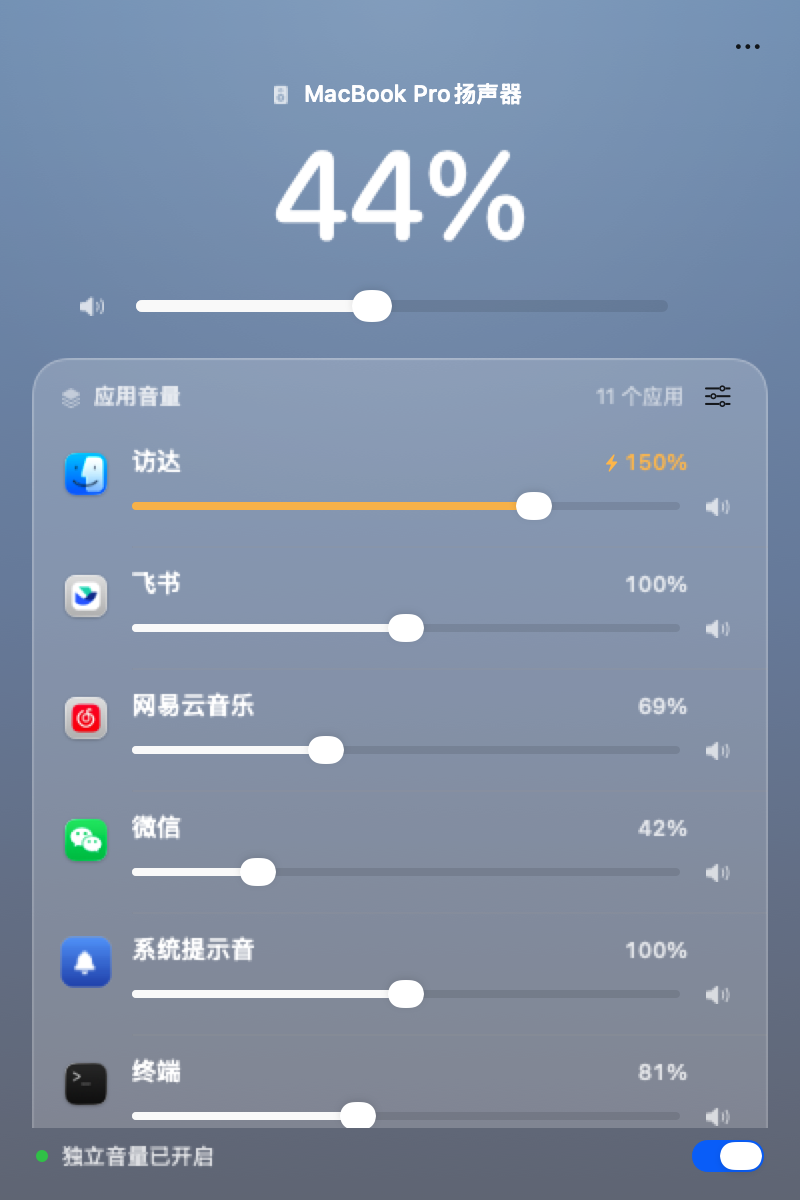 MacBook Pro扬声器
44%
应用音量 11 个应用
访达 150%
飞书 100%
网易云音乐 69%
微信 42%
系统提示音 100%
终端 81%
独立音量已开启